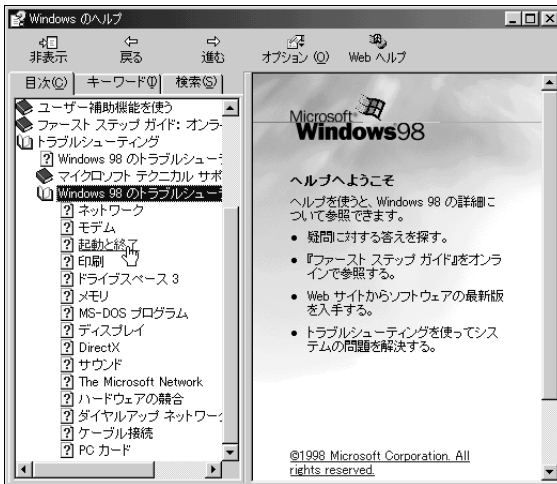 Windows のヘルプ
非表示 戻る 進む オプション (O) Web ヘルプ
目次(C) キーワード(I) 検索(S)
ユーザー補助機能を使う
ファースト ステップ ガイド: オンラ
トラブルシューティング
Windows 98 のトラブルシュー
マイクロソフト テクニカル サポ
Windows 98 のトラブルシュー
ネットワーク
モデム
起動と終了
印刷
ドライブスペース 3
メモリ
MS-DOS プログラム
ディスプレイ
DirectX
サウンド
The Microsoft Network
ハードウェアの競合
ダイヤルアップ ネットワー
ケーブル接続
PC カード
Microsoft
Windows98
ヘルプへようこそ
ヘルプを使うと、Windows 98 の詳細に
ついて参照できます。
• 疑問に対する答えを探す。
• 『ファースト ステップ ガイド』をオンラ
インで参照する。
• Web サイトからソフトウェアの最新版
を入手する。
• トラブルシューティングを使ってシス
テムの問題を解決する。
©1998 Microsoft Corporation. All
rights reserved.